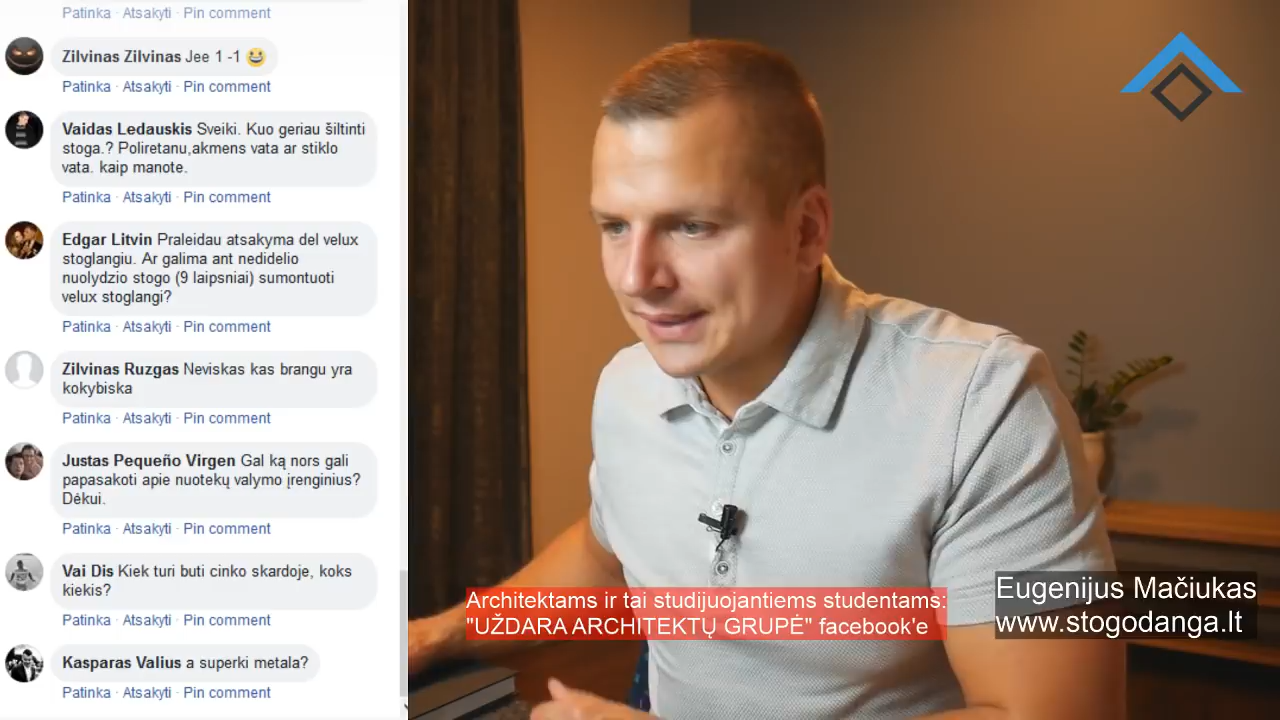 Patinka · Atsakyti · Pin comment
Zilvinas Zilvinas Jee 1 -1 😀
Patinka · Atsakyti · Pin comment
Vaidas Ledauskis Sveiki. Kuo geriau šiltinti
stoga.? Poliretanu,akmens vata ar stiklo
vata. kaip manote.
Patinka · Atsakyti · Pin comment
Edgar Litvin Praleidau atsakyma del velux
stoglangiu. Ar galima ant nedidelio
nuolydzio stogo (9 laipsniai) sumontuoti
velux stoglangi?
Patinka · Atsakyti · Pin comment
Zilvinas Ruzgas Neviskas kas brangu yra
kokybiska
Patinka · Atsakyti · Pin comment
Justas Pequeño Virgen Gal ką nors gali
papasakoti apie nuotekų valymo įrenginius?
Dėkui.
Patinka · Atsakyti · Pin comment
Vai Dis Kiek turi buti cinko skardoje, koks
kiekis?
Patinka · Atsakyti · Pin comment
Kasparas Valius a superki metala?
Patinka · Atsakyti · Pin comment
Architektams ir tai studijuojantiems studentams:
"UŽDARA ARCHITEKTŲ GRUPĖ" facebook'e
Eugenijus Mačiukas
www.stogodanga.lt